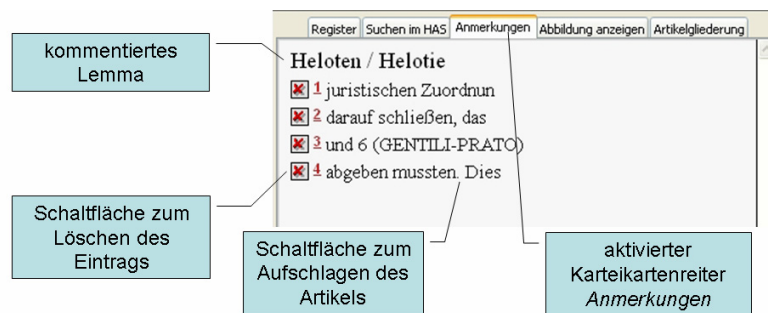 Register Suchen im HAS Anmerkungen Abbildung anzeigen Artikelgliederung
kommentiertes
Lemma
Heloten / Helotie
1 juristischen Zuordnun
2 darauf schließen, das
3 und 6 (GENTILI-PRATO)
4 abgeben mussten. Dies
Schaltfläche zum
Löschen des
Eintrags
Schaltfläche zum
Aufschlagen des
Artikels
aktivierter
Karteikartenreiter
Anmerkungen